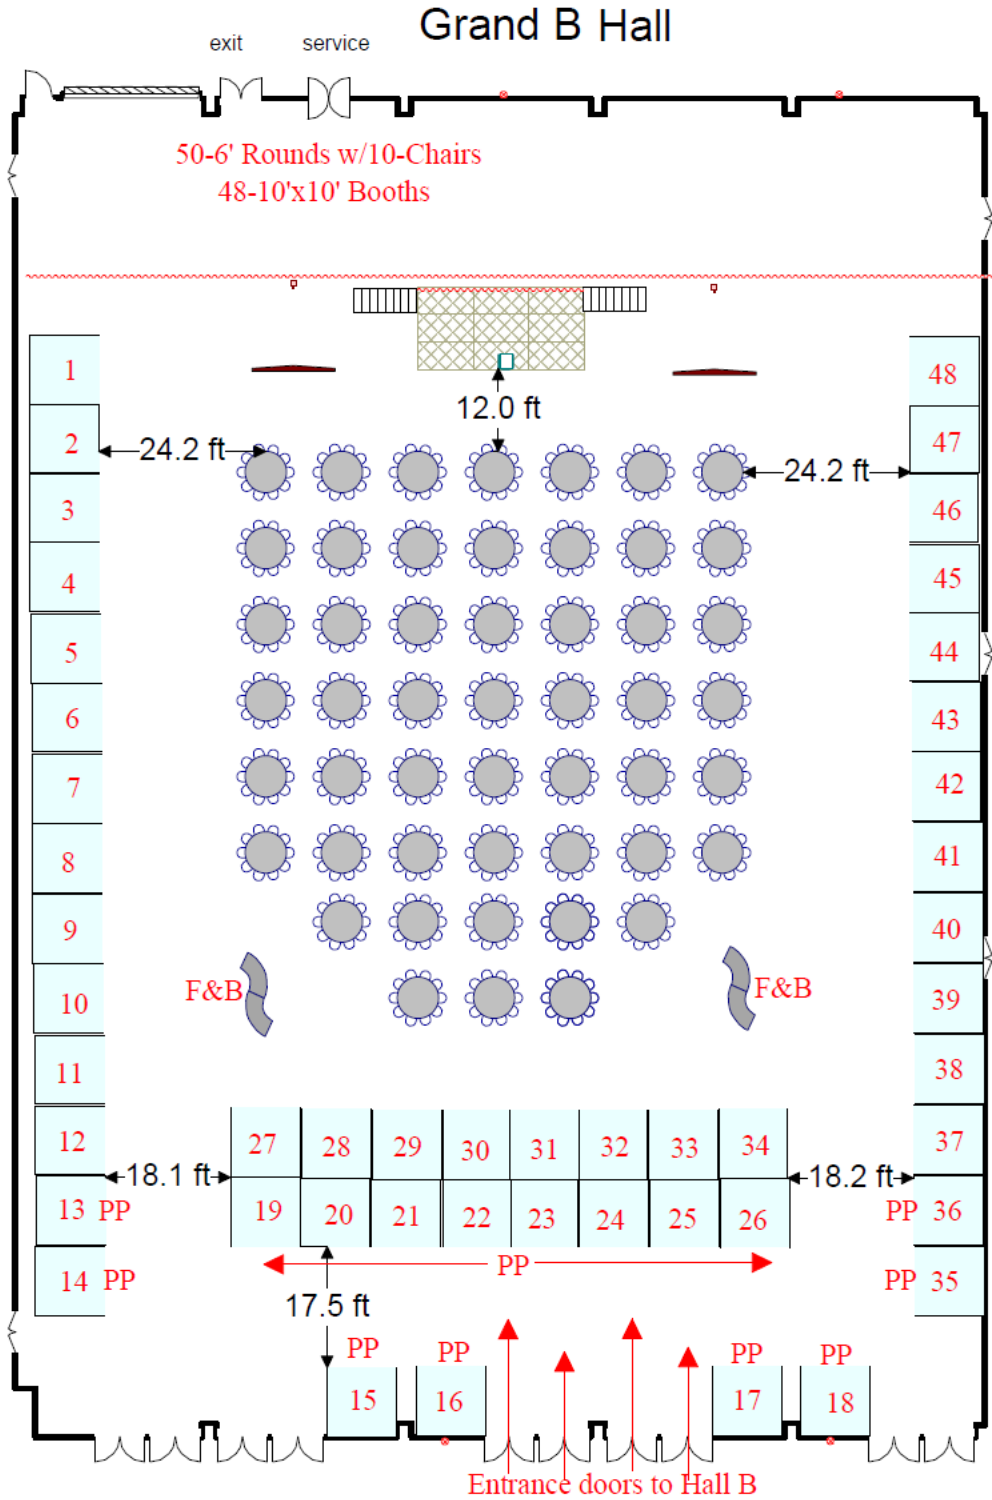 Grand B Hall
exit
service
50-6' Rounds w/10-Chairs
48-10'x10' Booths
1
48
12.0 ft
2
24.2 ft
24.2 ft
47
3
46
4
45
5
44
6
43
7
42
8
41
9
40
F&B
F&B
10
39
11
38
12
27
28
29
30
31
32
33
34
37
18.1 ft
18.2 ft
13 PP
19
20
21
22
23
24
25
26
PP 36
PP
14 PP
PP 35
17.5 ft
PP
PP
PP
PP
15
16
17
18
Entrance doors to Hall B